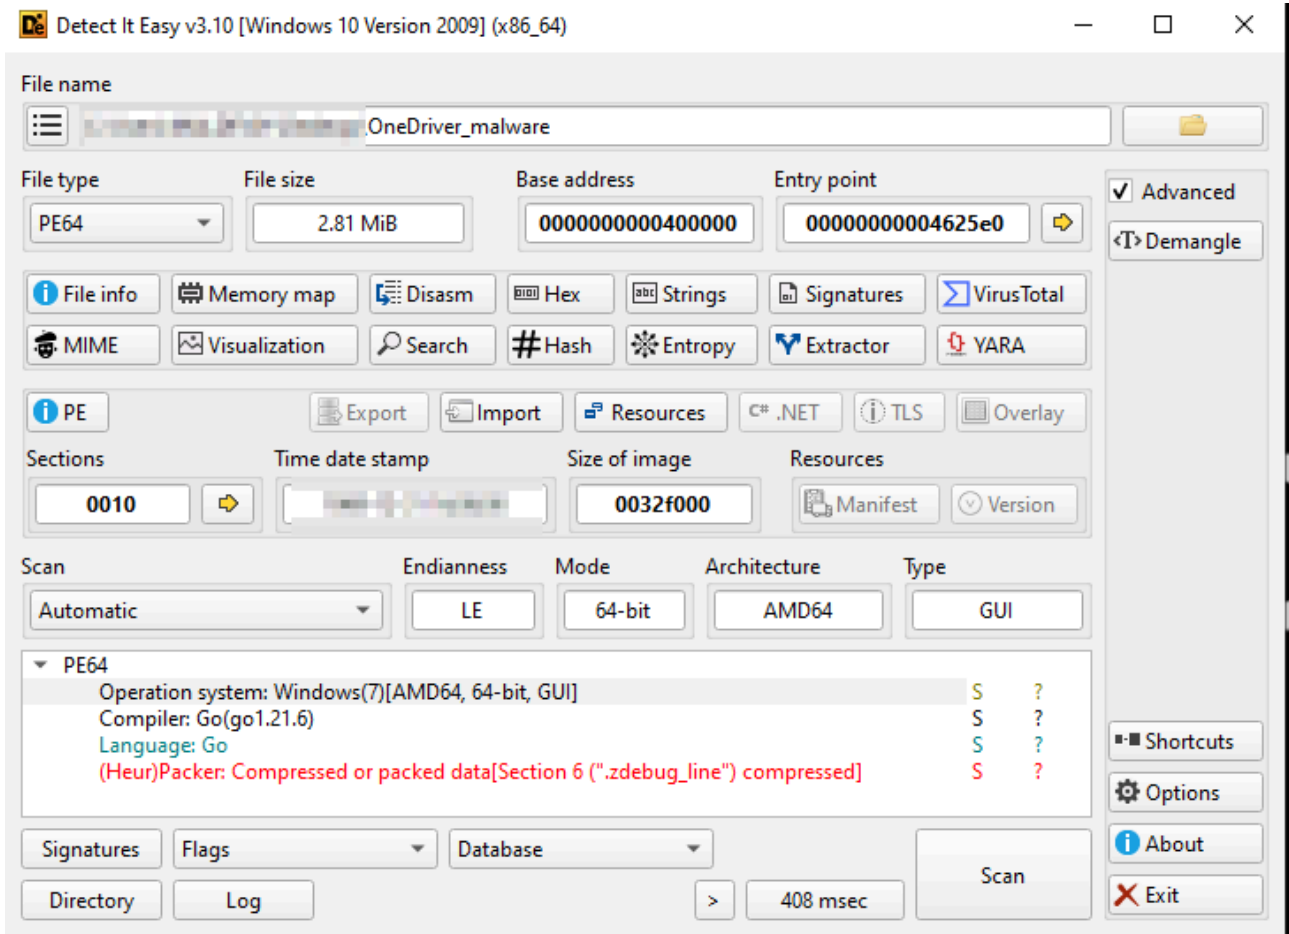 Detect It Easy v3.10 [Windows 10 Version 2009] (x86_64)
File name
OneDriver_malware
File type File size Base address Entry point
Advanced
PE64 2.81 MiB 0000000000400000 00000000004625e0
Demangle
File info Memory map Disasm Hex Strings Signatures VirusTotal
MIME Visualization Search Hash Entropy Extractor YARA
PE Export Import Resources C# .NET TLS Overlay
Sections Time date stamp Size of image Resources
0010 0032f000 Manifest Version
Scan Endianness Mode Architecture Type
Automatic LE 64-bit AMD64 GUI
PE64
Operation system: Windows(7)[AMD64, 64-bit, GUI] S ?
Compiler: Go(go1.21.6) S ?
Language: Go S ?
(Heur)Packer: Compressed or packed data[Section 6 (".zdebug_line") compressed] S ?
Shortcuts
Options
Signatures Flags Database Scan About
Directory Log > 408 msec Exit